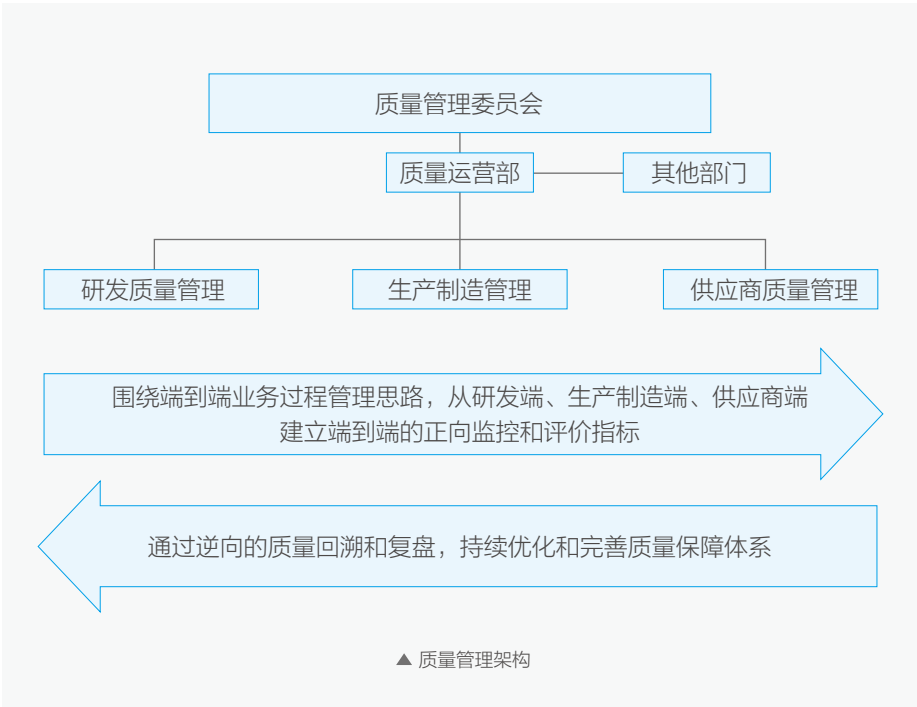 质量管理委员会
质量运营部
其他部门
研发质量管理
生产制造管理
供应商质量管理
围绕端到端业务过程管理思路，从研发端、生产制造端、供应商端
建立端到端的正向监控和评价指标
通过逆向的质量回溯和复盘，持续优化和完善质量保障体系
▲ 质量管理架构